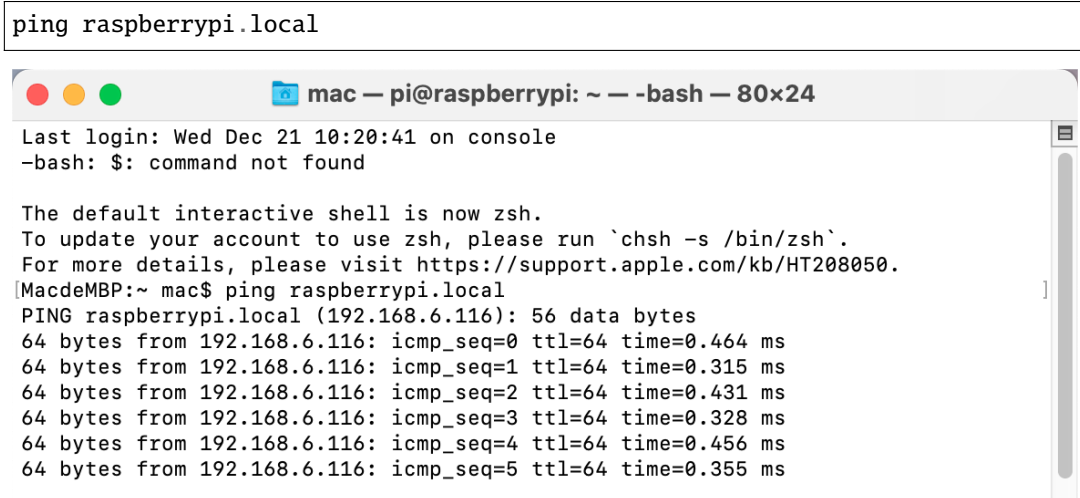 ping raspberrypi.local
mac — pi@raspberrypi: ~ — -bash — 80×24
Last login: Wed Dec 21 10:20:41 on console
-bash: $: command not found
The default interactive shell is now zsh.
To update your account to use zsh, please run `chsh -s /bin/zsh`.
For more details, please visit https://support.apple.com/kb/HT208050.
[MacdeMBP:~ mac$ ping raspberrypi.local ]
PING raspberrypi.local (192.168.6.116): 56 data bytes
64 bytes from 192.168.6.116: icmp_seq=0 ttl=64 time=0.464 ms
64 bytes from 192.168.6.116: icmp_seq=1 ttl=64 time=0.315 ms
64 bytes from 192.168.6.116: icmp_seq=2 ttl=64 time=0.431 ms
64 bytes from 192.168.6.116: icmp_seq=3 ttl=64 time=0.328 ms
64 bytes from 192.168.6.116: icmp_seq=4 ttl=64 time=0.456 ms
64 bytes from 192.168.6.116: icmp_seq=5 ttl=64 time=0.355 ms